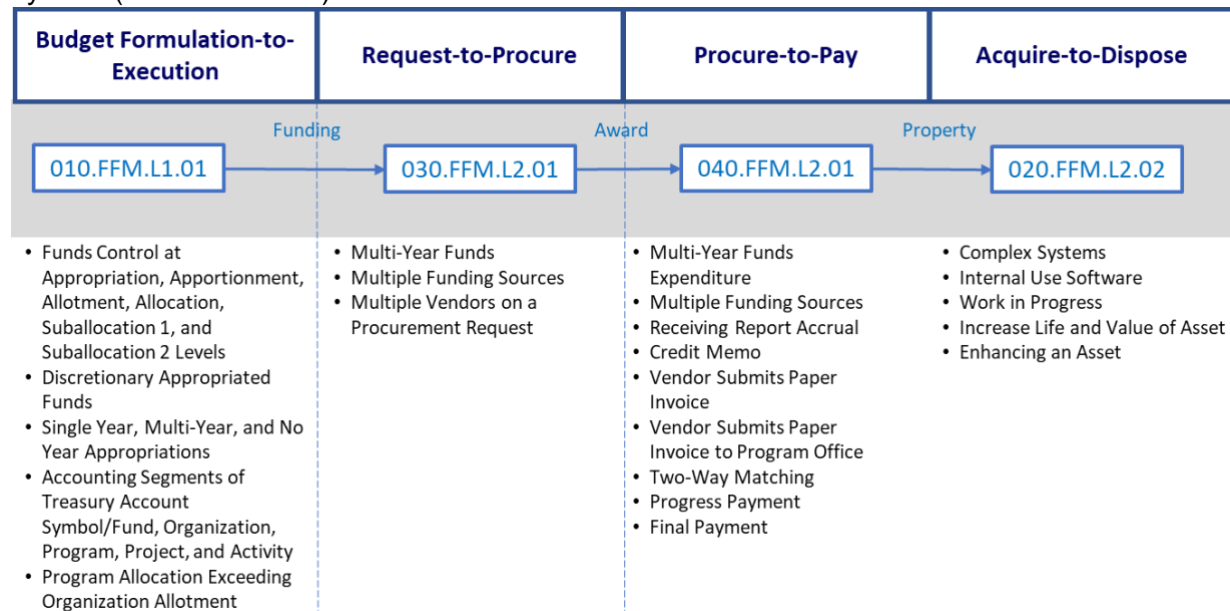 Budget Formulation-to-
Execution
Request-to-Procure
Procure-to-Pay
Acquire-to-Dispose
Funding
Award
Property
010.FFM.L1.01
030.FFM.L2.01
040.FFM.L2.01
020.FFM.L2.02
• Funds Control at
Appropriation, Apportionment,
Allotment, Allocation,
Suballocation 1, and
Suballocation 2 Levels
• Discretionary Appropriated
Funds
• Single Year, Multi-Year, and No
Year Appropriations
• Accounting Segments of
Treasury Account
Symbol/Fund, Organization,
Program, Project, and Activity
• Program Allocation Exceeding
Organization Allotment
• Multi-Year Funds
• Multiple Funding Sources
• Multiple Vendors on a
Procurement Request
• Multi-Year Funds
Expenditure
• Multiple Funding Sources
• Receiving Report Accrual
• Credit Memo
• Vendor Submits Paper
Invoice
• Vendor Submits Paper
Invoice to Program Office
• Two-Way Matching
• Progress Payment
• Final Payment
• Complex Systems
• Internal Use Software
• Work in Progress
• Increase Life and Value of Asset
• Enhancing an Asset